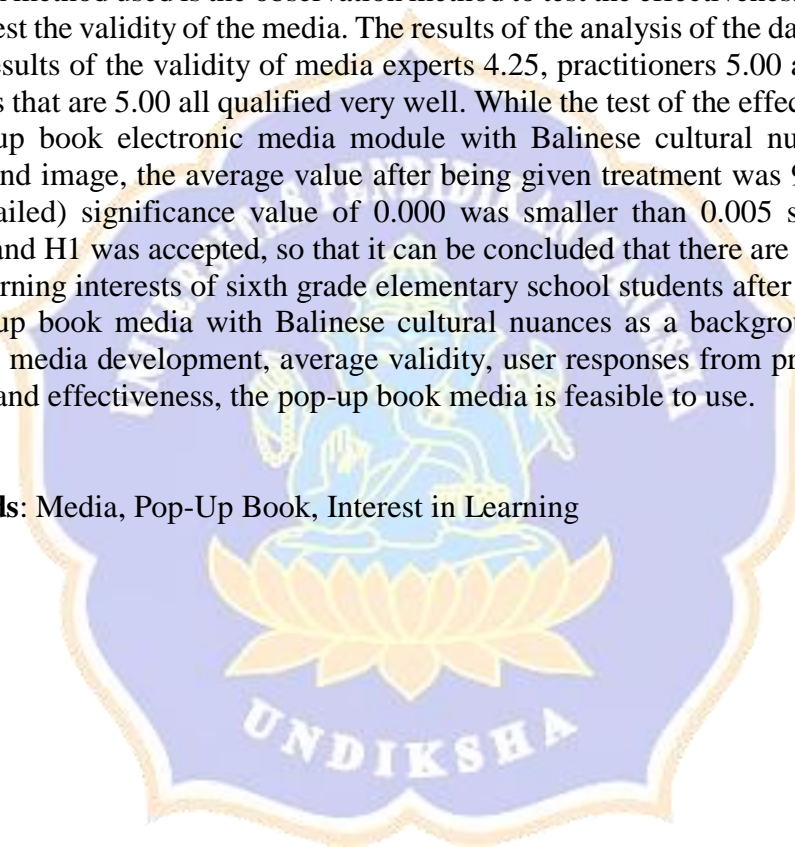 method used is the observation method to test the effectiveness
est the validity of the media. The results of the analysis of the da
esults of the validity of media experts 4.25, practitioners 5.00 a
s that are 5.00 all qualified very well. While the test of the effec
up book electronic media module with Balinese cultural nu
nd image, the average value after being given treatment was 9
ailed) significance value of 0.000 was smaller than 0.005 s
and H1 was accepted, so that it can be concluded that there are
rning interests of sixth grade elementary school students after
up book media with Balinese cultural nuances as a backgrou
media development, average validity, user responses from pr
and effectiveness, the pop-up book media is feasible to use.
ds: Media, Pop-Up Book, Interest in Learning
UNIVERSITAS PENDIDIKAN GANESHA
UNDIKSHA